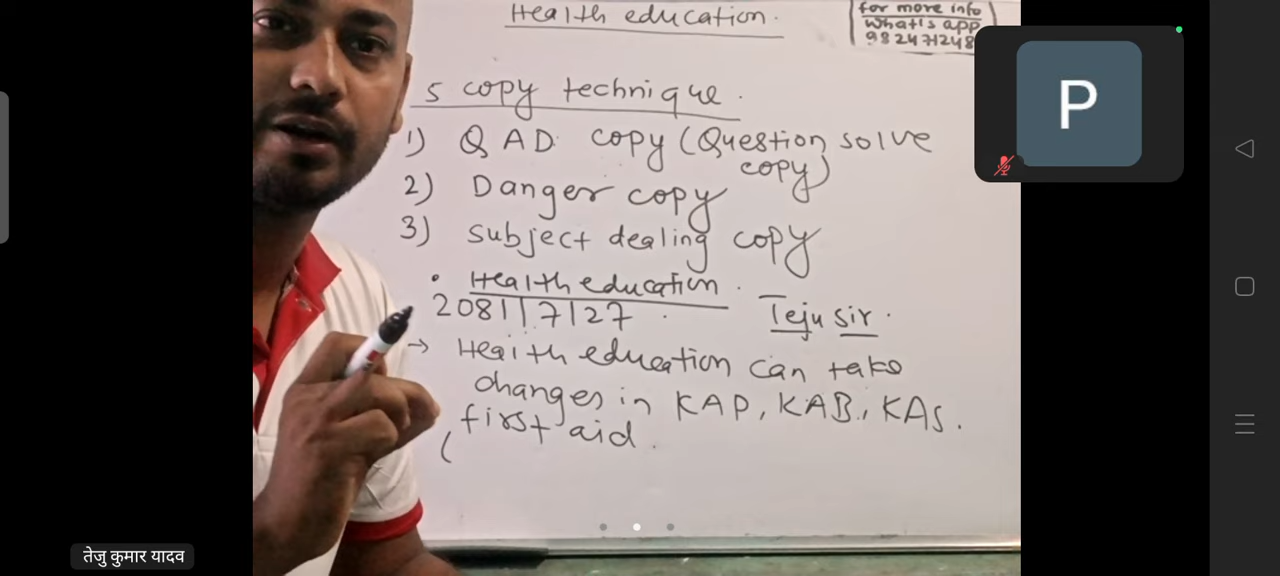 Health education.
for more info
what's app
982471248
5 copy technique.
1) QAD copy (Question solve
copy)
2) Danger copy
3) subject dealing copy
• Health education.
2081/7/27. Teju sir.
→ Health education can take
changes in KAP, KAB, KAS.
( first aid.
P
तेजु कुमार यादव